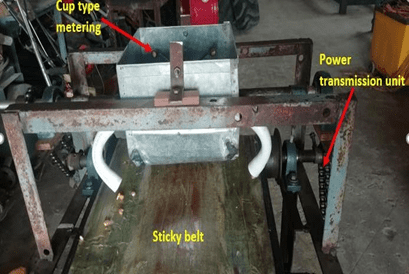 Cup type
metering
Power
transmission unit
Sticky belt